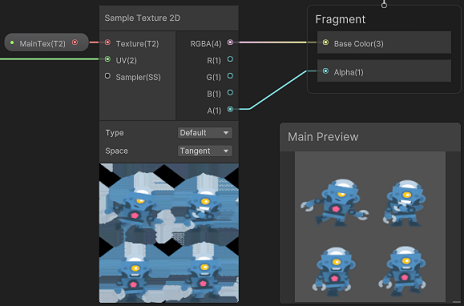 Sample Texture 2D
MainTex(T2)
Texture(T2)
RGBA(4)
UV(2)
R(1)
Sampler(SS)
G(1)
B(1)
A(1)
Type
Default
Space
Tangent
Fragment
Base Color(3)
Alpha(1)
Main Preview